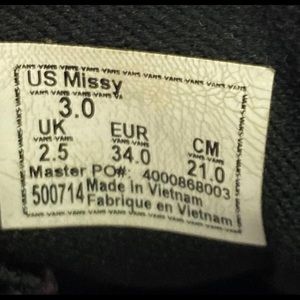 US Missy
3.0
UK EUR CM
2.5 34.0 21.0
Master PO#: 4000868003
500714 Made in Vietnam
Fabrique en Vietnam